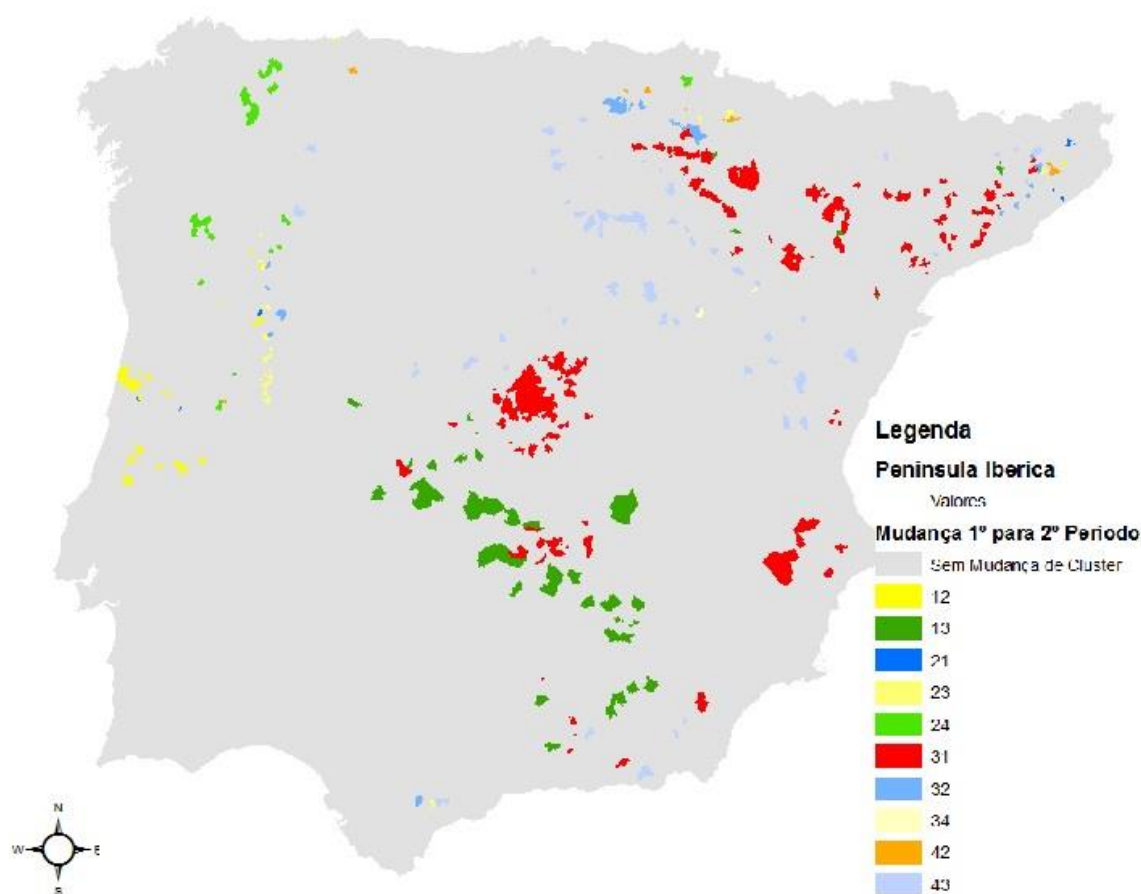 Legenda
Peninsula Iberica
Valores
Mudança 1º para 2º Periodo
Sem Mudança de Cluster
12
13
21
23
24
31
32
34
42
43
N
W E
S